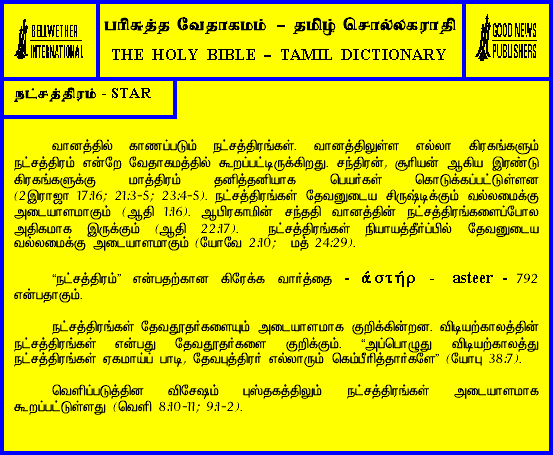 BELLWETHER
INTERNATIONAL
பரிசுத்த வேதாகமம் – தமிழ் சொல்லகராதி
THE HOLY BIBLE – TAMIL DICTIONARY
GOOD NEWS
PUBLISHERS
நட்சத்திரம் - STAR
வானத்தில் காணப்படும் நட்சத்திரங்கள். வானத்திலுள்ள எல்லா கிரகங்களும்
நட்சத்திரம் என்றே வேதாகமத்தில் கூறப்பட்டிருக்கிறது. சந்திரன், சூரியன் ஆகிய இரண்டு
கிரகங்களுக்கு மாத்திரம் தனித்தனியாக பெயர்கள் கொடுக்கப்பட்டுள்ளன
(2இராஜா 17:16; 21:3-5; 23:4-5). நட்சத்திரங்கள் தேவனுடைய சிருஷ்டிக்கும் வல்லமைக்கு
அடையாளமாகும் (ஆதி 1:16). ஆபிரகாமின் சந்ததி வானத்தின் நட்சத்திரங்களைப்போல
அதிகமாக இருக்கும் (ஆதி 22:17). நட்சத்திரங்கள் நியாயத்தீர்ப்பில் தேவனுடைய
வல்லமைக்கு அடையாளமாகும் (யோவே 2:10; மத் 24:29).
“நட்சத்திரம்” என்பதற்கான கிரேக்க வார்த்தை - ἀστήρ - asteer - 792
என்பதாகும்.
நட்சத்திரங்கள் தேவதூதர்களையும் அடையாளமாக குறிக்கின்றன. விடியற்காலத்தின்
நட்சத்திரங்கள் என்பது தேவதூதர்களை குறிக்கும். “அப்பொழுது விடியற்காலத்து
நட்சத்திரங்கள் ஏகமாய்ப் பாடி, தேவபுத்திரர் எல்லாரும் கெம்பீரித்தார்களே” (யோபு 38:7).
வெளிப்படுத்தின விசேஷம் புஸ்தகத்திலும் நட்சத்திரங்கள் அடையாளமாக
கூறப்பட்டுள்ளது (வெளி 8:10-11; 9:1-2).